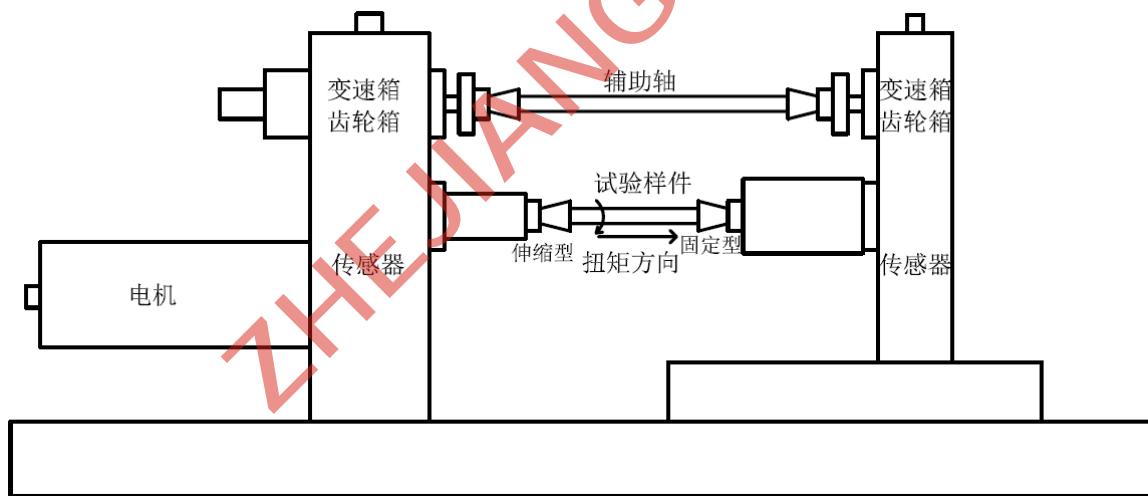 变速箱
齿轮箱
辅助轴
变速箱
齿轮箱
试验样件
伸缩型
固定型
扭矩方向
传感器
传感器
电机
ZHEJIANG